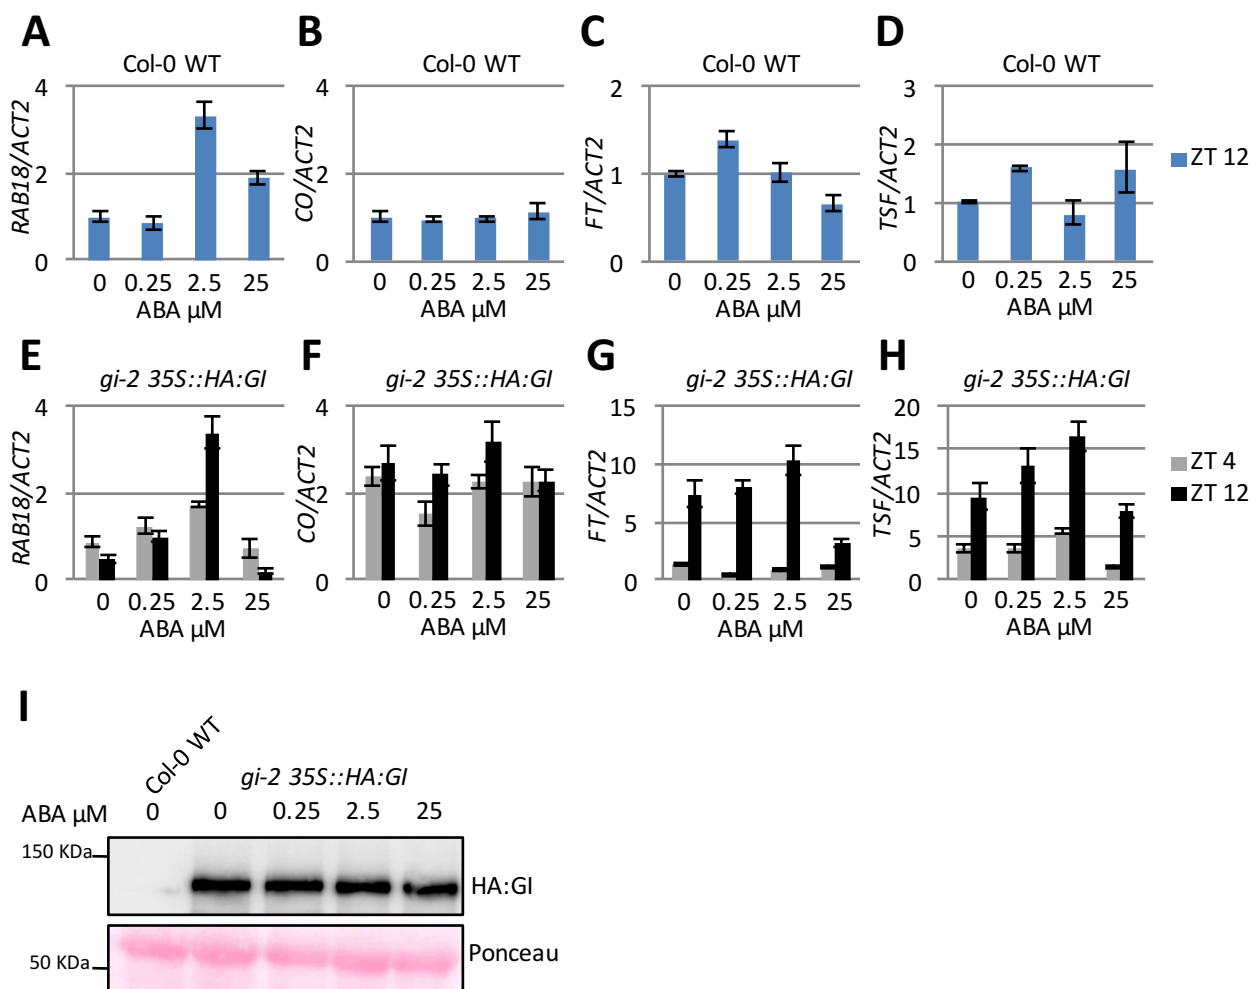 A
B
C
D
Col-0 WT
Col-0 WT
Col-0 WT
Col-0 WT
RAB18/ACT2
4
2
0
0 0.25 2.5 25
ABA µM
CO/ACT2
4
2
0
0 0.25 2.5 25
ABA µM
FT/ACT2
2
1
0
0 0.25 2.5 25
ABA µM
TSF/ACT2
3
2
1
0
0 0.25 2.5 25
ABA µM
ZT 12
E
F
G
H
gi-2 35S::HA:GI
gi-2 35S::HA:GI
gi-2 35S::HA:GI
gi-2 35S::HA:GI
RAB18/ACT2
4
2
0
0 0.25 2.5 25
ABA µM
CO/ACT2
4
2
0
0 0.25 2.5 25
ABA µM
FT/ACT2
15
10
5
0
0 0.25 2.5 25
ABA µM
TSF/ACT2
20
15
10
5
0
0 0.25 2.5 25
ABA µM
ZT 4
ZT 12
I
Col-0 WT
gi-2 35S::HA:GI
ABA µM 0 0 0.25 2.5 25
150 KDa
HA:GI
50 KDa
Ponceau